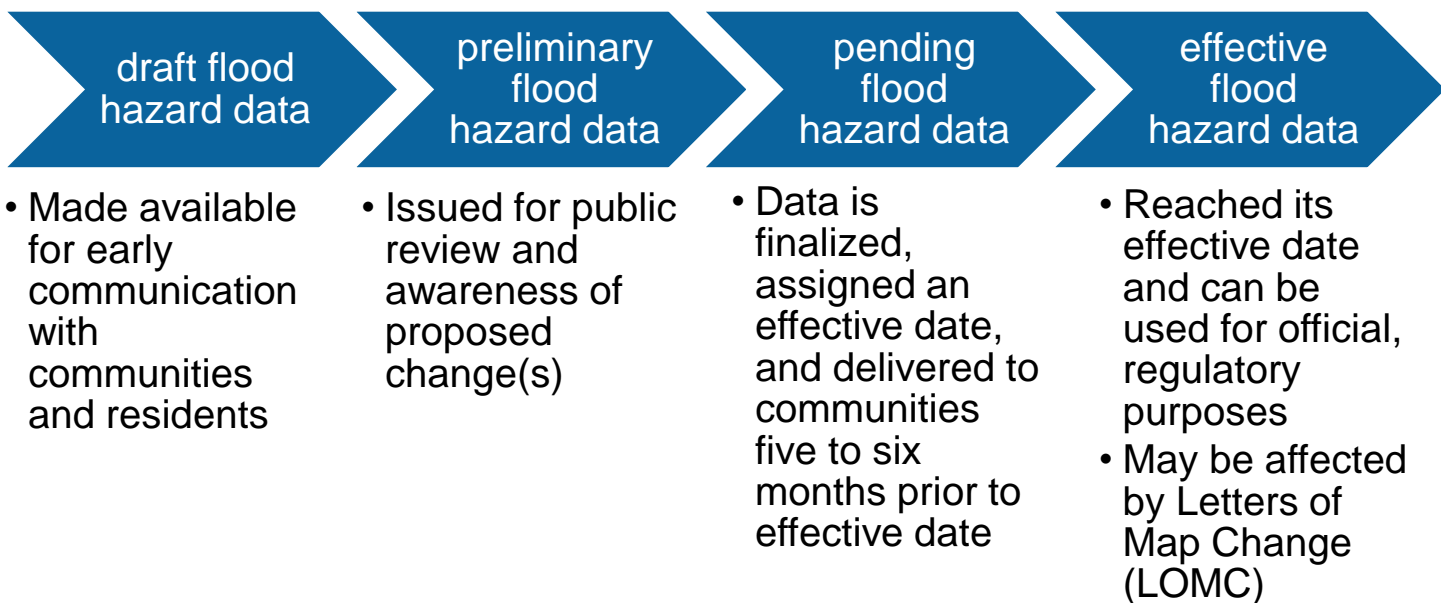 draft flood
hazard data
preliminary
flood
hazard data
pending
flood
hazard data
effective
flood
hazard data
• Made available
for early
communication
with
communities
and residents
• Issued for public
review and
awareness of
proposed
change(s)
• Data is
finalized,
assigned an
effective date,
and delivered to
communities
five to six
months prior to
effective date
• Reached its
effective date
and can be
used for official,
regulatory
purposes
• May be affected
by Letters of
Map Change
(LOMC)